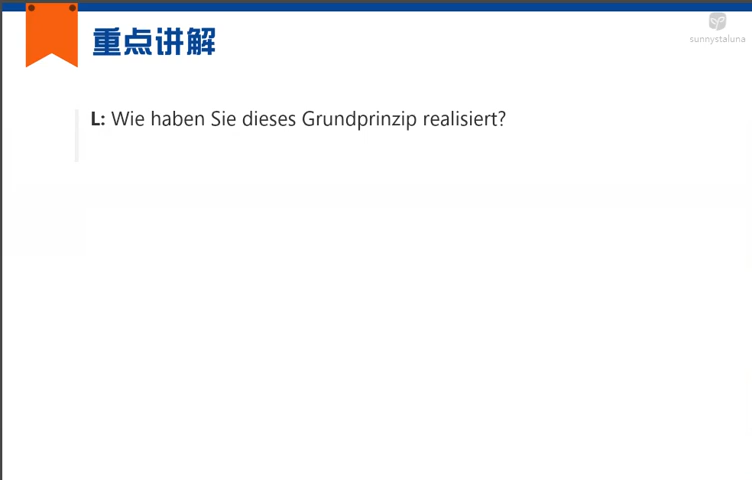 重点讲解
sunnystaluna
L: Wie haben Sie dieses Grundprinzip realisiert?